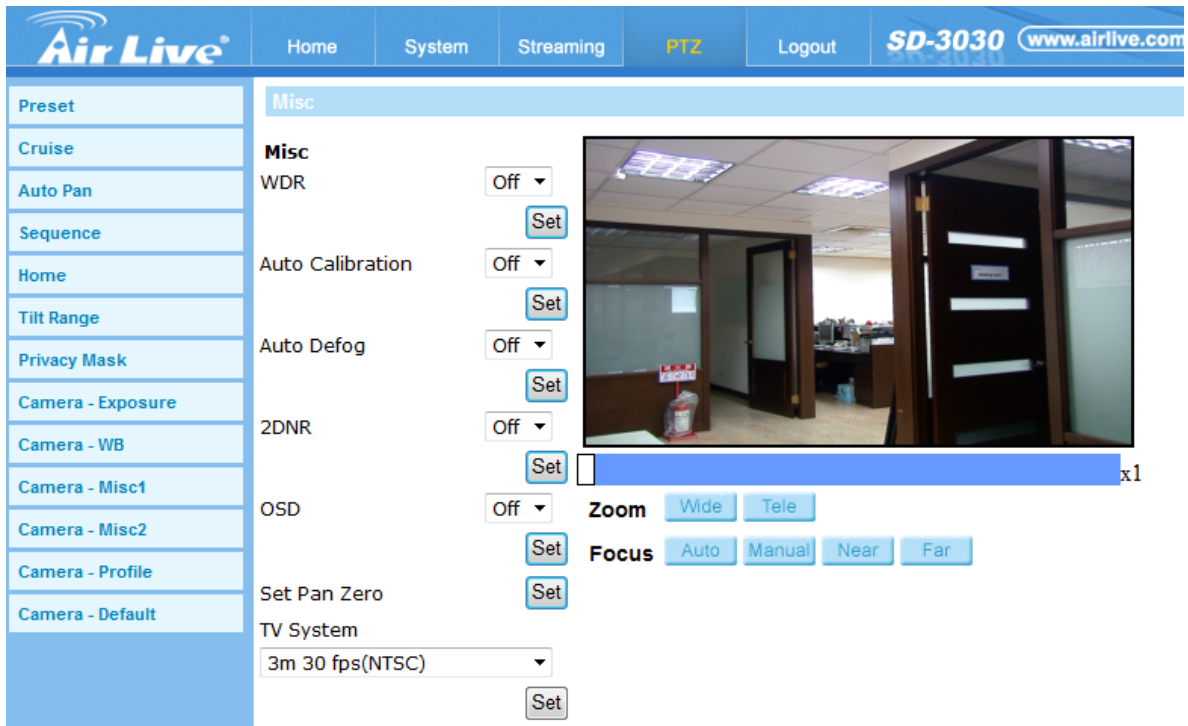 Air Live®
Home System Streaming PTZ Logout
SD-3030 www.airlive.com
Preset
Cruise
Auto Pan
Sequence
Home
Tilt Range
Privacy Mask
Camera - Exposure
Camera - WB
Camera - Misc1
Camera - Misc2
Camera - Profile
Camera - Default
Misc
Misc
WDR Off
Set
Auto Calibration Off
Set
Auto Defog Off
Set
2DNR Off
Set
OSD Off
Set
Set Pan Zero Set
TV System
3m 30 fps(NTSC)
Set
x1
Zoom Wide Tele
Focus Auto Manual Near Far